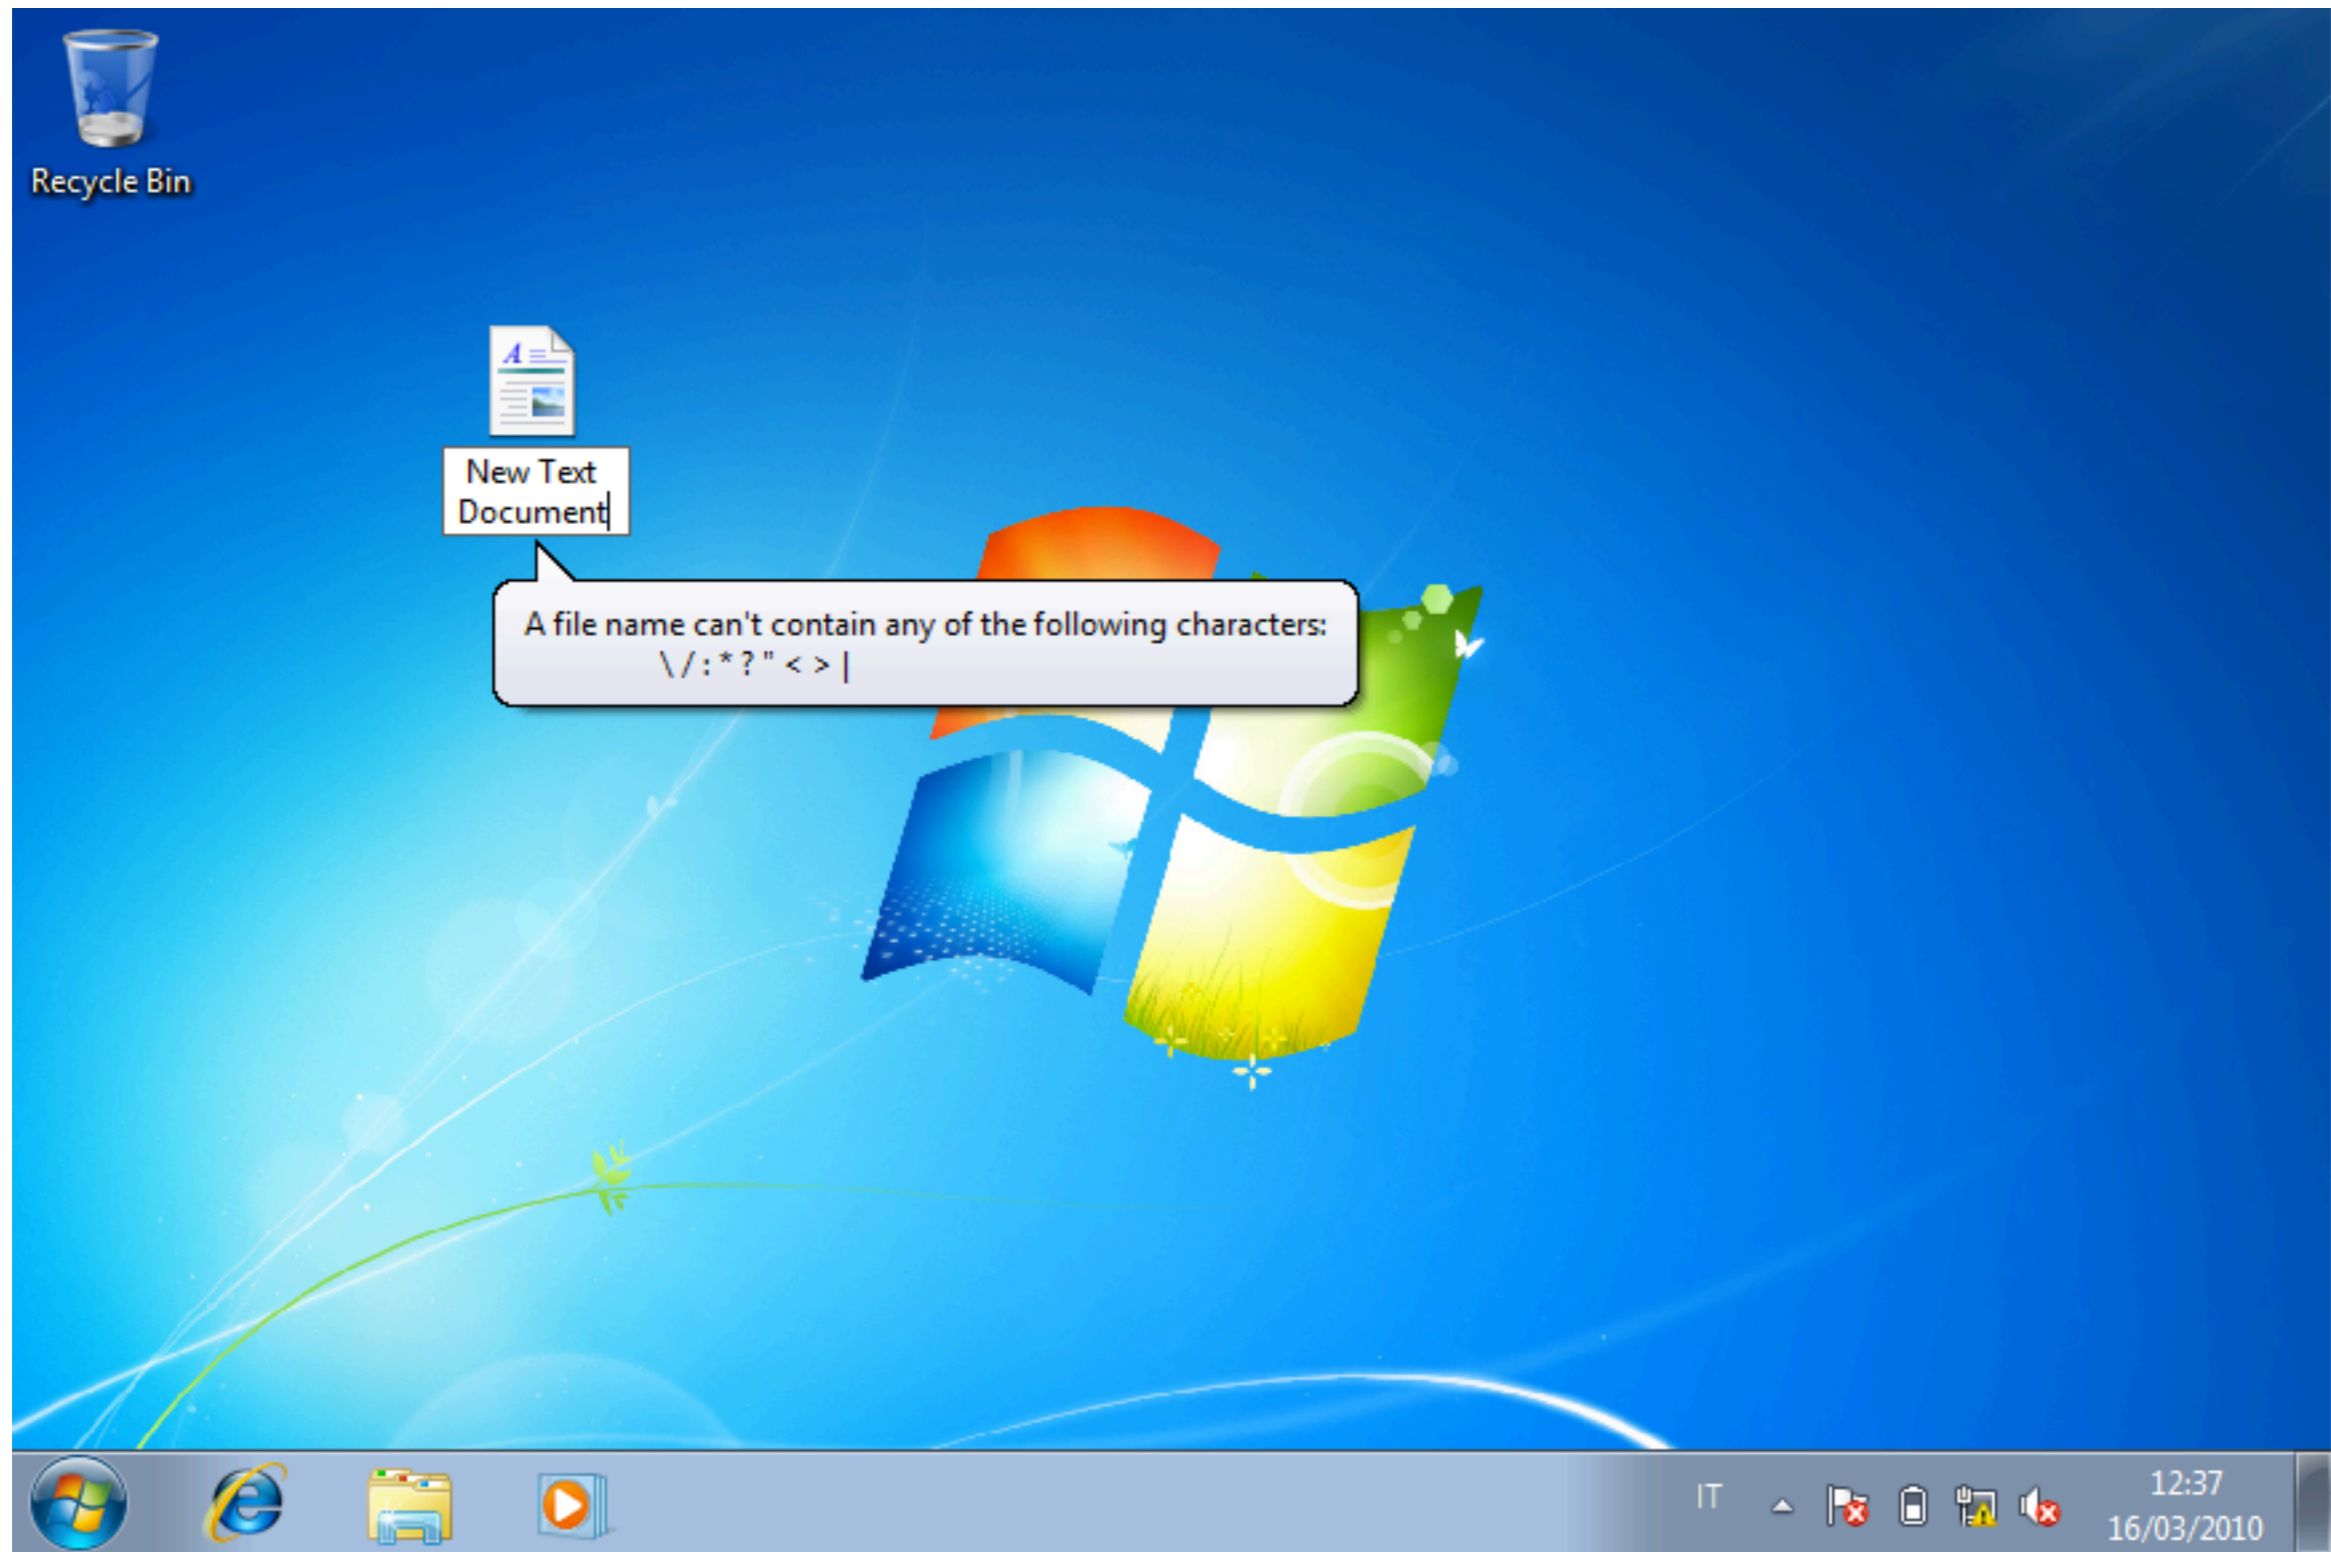 Recycle Bin
New Text
Document
A file name can't contain any of the following characters:
\ / : * ? " < > |
IT
12:37
16/03/2010